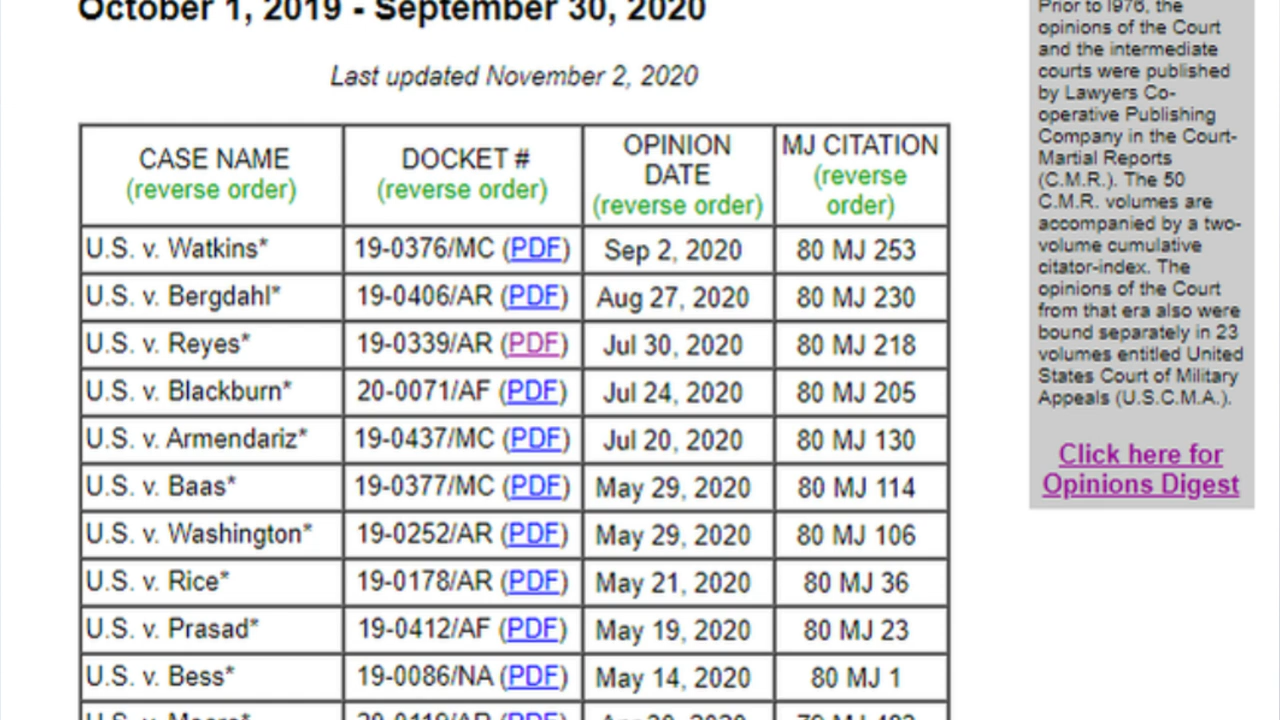 October 1, 2019 - September 30, 2020
Last updated November 2, 2020
CASE NAME
(reverse order)
DOCKET #
(reverse order)
OPINION
DATE
(reverse order)
MJ CITATION
(reverse
order)
U.S. v. Watkins* 19-0376/MC (PDF) Sep 2, 2020 80 MJ 253
U.S. v. Bergdahl* 19-0406/AR (PDF) Aug 27, 2020 80 MJ 230
U.S. v. Reyes* 19-0339/AR (PDF) Jul 30, 2020 80 MJ 218
U.S. v. Blackburn* 20-0071/AF (PDF) Jul 24, 2020 80 MJ 205
U.S. v. Armendariz* 19-0437/MC (PDF) Jul 20, 2020 80 MJ 130
U.S. v. Baas* 19-0377/MC (PDF) May 29, 2020 80 MJ 114
U.S. v. Washington* 19-0252/AR (PDF) May 29, 2020 80 MJ 106
U.S. v. Rice* 19-0178/AR (PDF) May 21, 2020 80 MJ 36
U.S. v. Prasad* 19-0412/AF (PDF) May 19, 2020 80 MJ 23
U.S. v. Bess* 19-0086/NA (PDF) May 14, 2020 80 MJ 1
Prior to 1976, the
opinions of the Court
and the intermediate
courts were published
by Lawyers Co-
operative Publishing
Company in the Court-
Martial Reports
(C.M.R.). The 50
C.M.R. volumes are
accompanied by a two-
volume cumulative
citator-index. The
opinions of the Court
from that era also were
bound separately in 23
volumes entitled United
States Court of Military
Appeals (U.S.C.M.A.).
Click here for
Opinions Digest